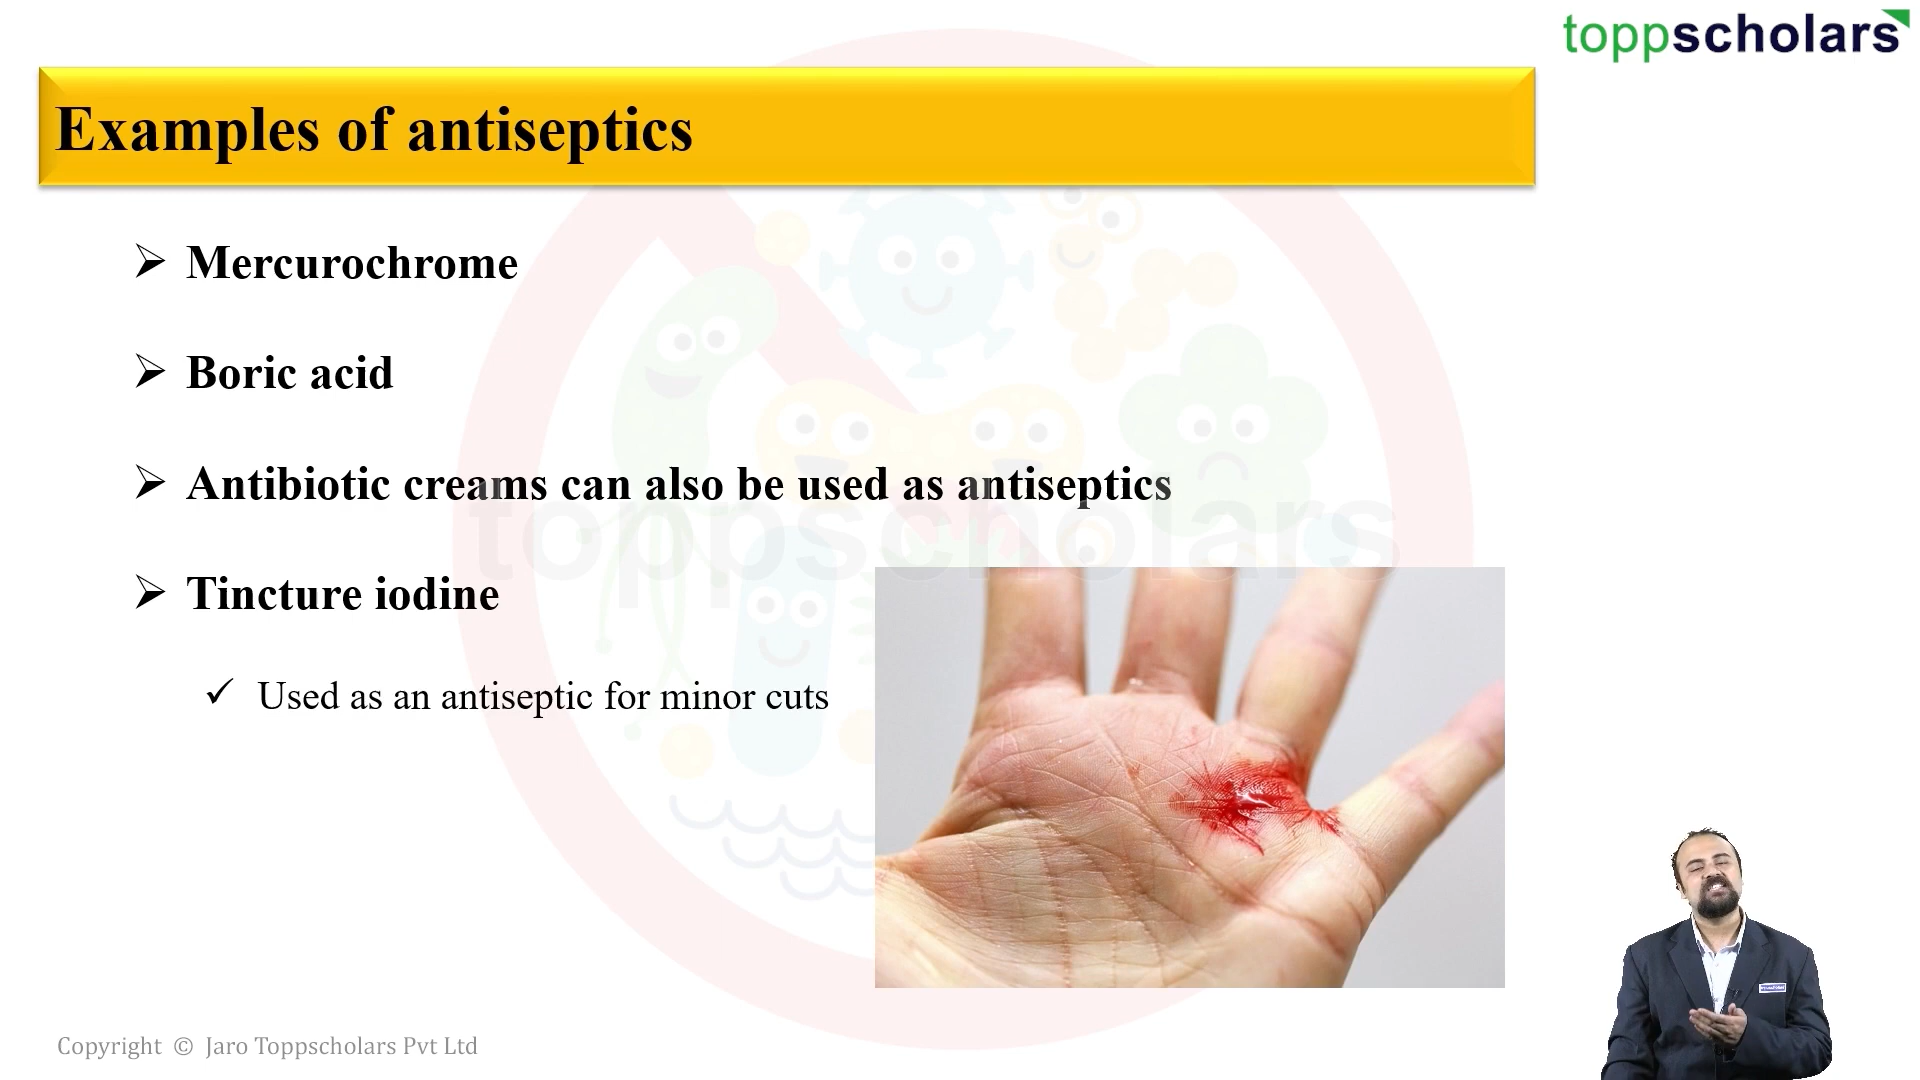 toppscholars
Examples of antiseptics
➢ Mercurochrome
➢ Boric acid
➢ Antibiotic creams can also be used as antiseptics
toppscholars
➢ Tincture iodine
✓ Used as an antiseptic for minor cuts
Copyright © Jaro Toppscholars Pvt Ltd